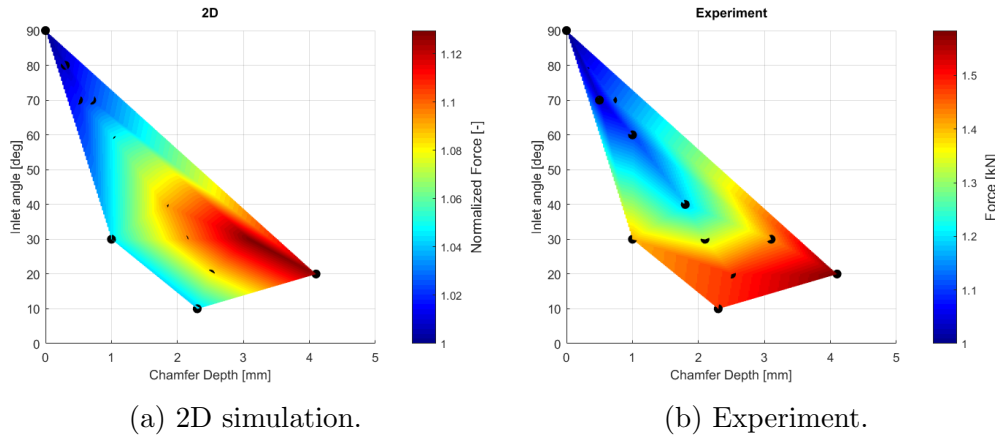 2D
Inlet angle [deg]
90
80
70
60
50
40
30
20
10
0
0 1 2 3 4 5
Chamfer Depth [mm]
1.12
1.1
1.08
1.06
1.04
1.02
1
Normalized Force [-]
(a) 2D simulation.
Experiment
Inlet angle [deg]
90
80
70
60
50
40
30
20
10
0
0 1 2 3 4 5
Chamfer Depth [mm]
1.5
1.4
1.3
1.2
1.1
1
Force [kN]
(b) Experiment.